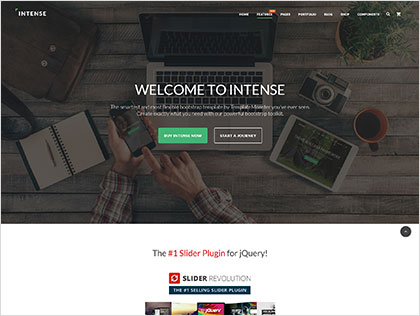 INTENSE
HOME FEATURES PAGES PORTFOLIO BLOG SHOP COMPONENTS
WELCOME TO INTENSE
The smartest and most flexible bootstrap template by TemplateMonster you've ever seen.
Create exactly what you need with our powerful bootstrap toolkit.
BUY INTENSE NOW
START A JOURNEY
The #1 Slider Plugin for jQuery!
SLIDER REVOLUTION
THE #1 SELLING SLIDER PLUGIN
jQuery